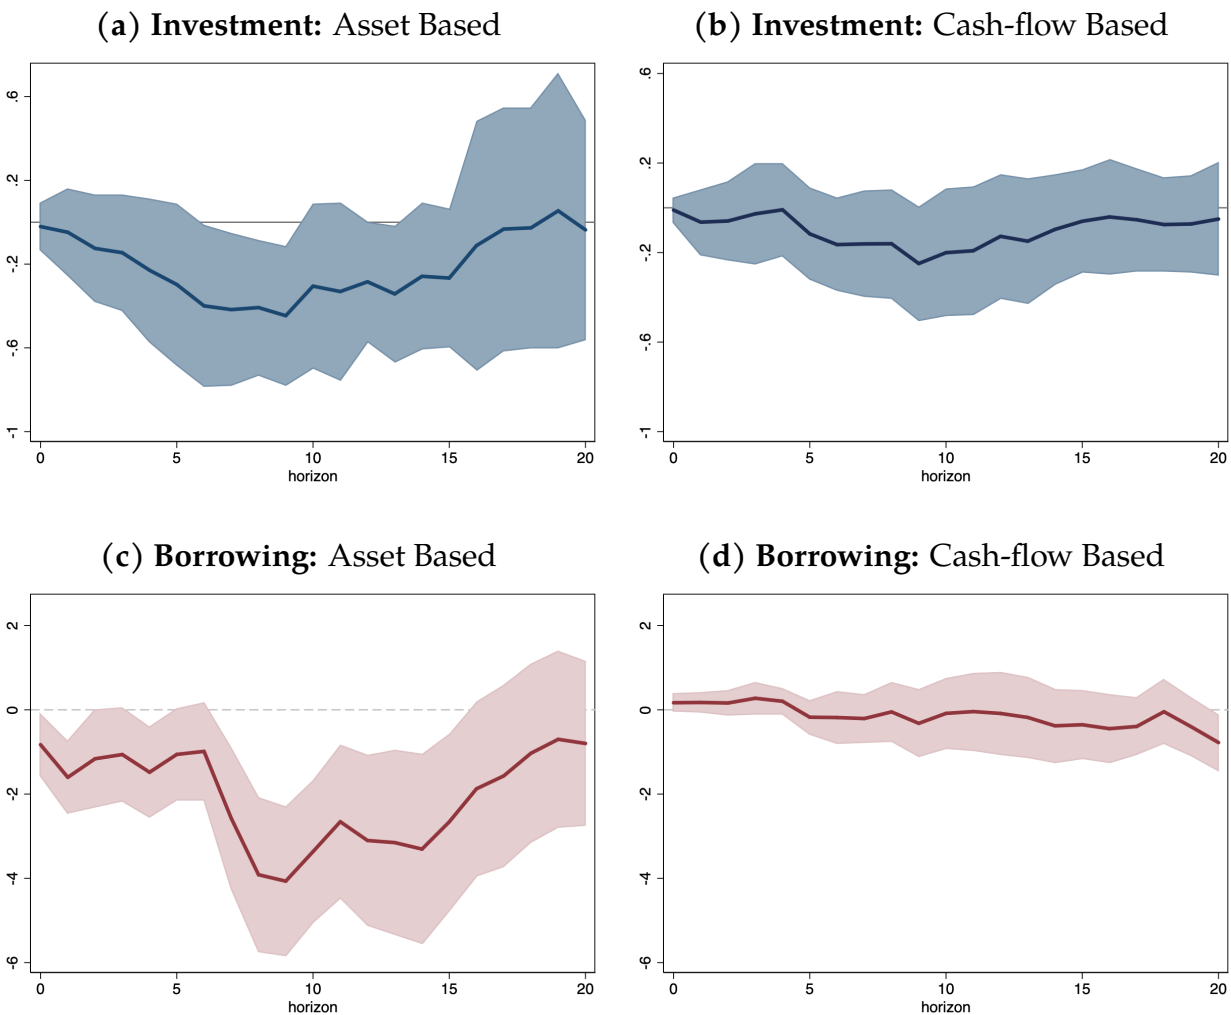 (a) Investment: Asset Based
.6
.2
-.2
-.6
-1
0 5 10 15 20
horizon
(b) Investment: Cash-flow Based
.6
.2
-.2
-.6
-1
0 5 10 15 20
horizon
(c) Borrowing: Asset Based
2
0
-2
-4
-6
0 5 10 15 20
horizon
(d) Borrowing: Cash-flow Based
2
0
-2
-4
-6
0 5 10 15 20
horizon